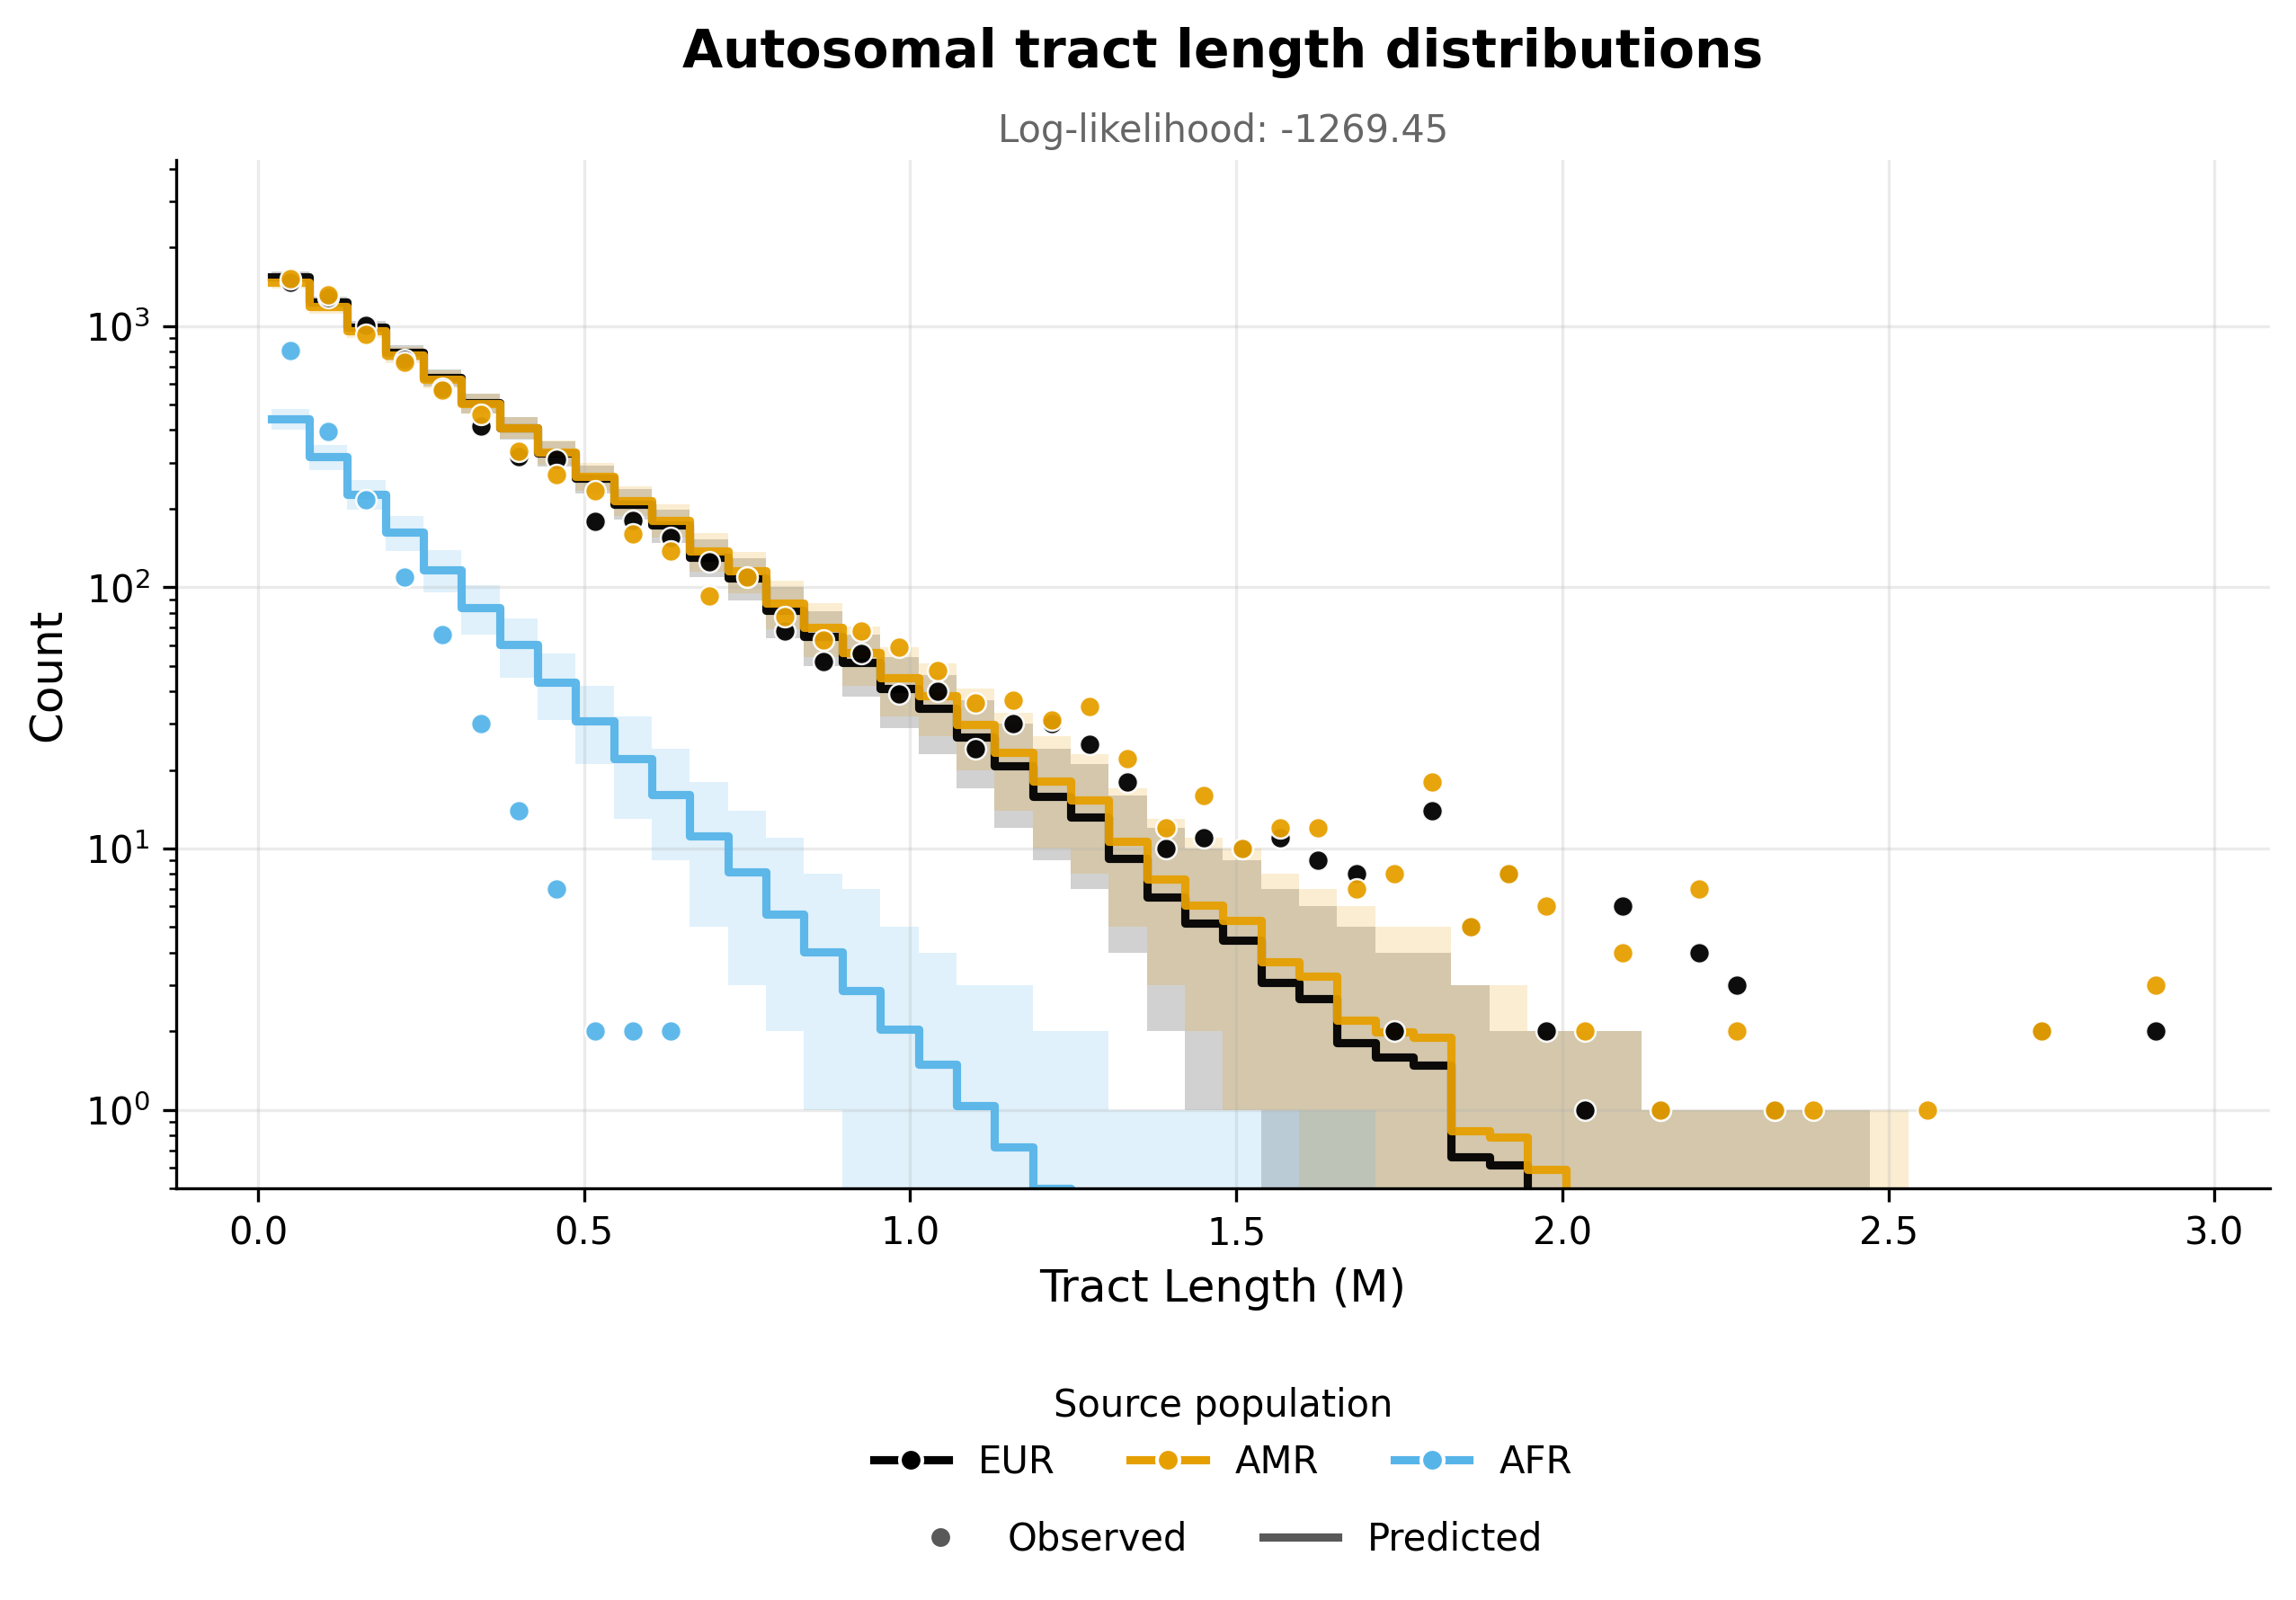 Autosomal tract length distributions
Log-likelihood: -1269.45
Count
10³
10²
10¹
10⁰
0.0 0.5 1.0 1.5 2.0 2.5 3.0
Tract Length (M)
Source population
EUR AMR AFR
Observed Predicted